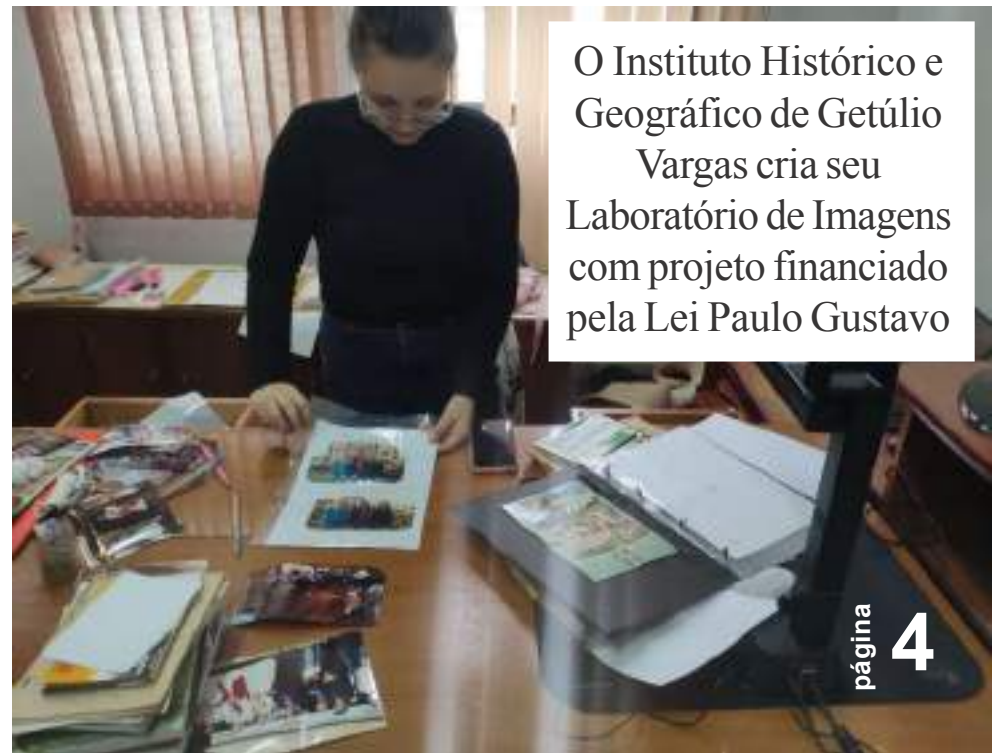 O Instituto Histórico e
Geográfico de Getúlio
Vargas cria seu
Laboratório de Imagens
com projeto financiado
pela Lei Paulo Gustavo
página
4